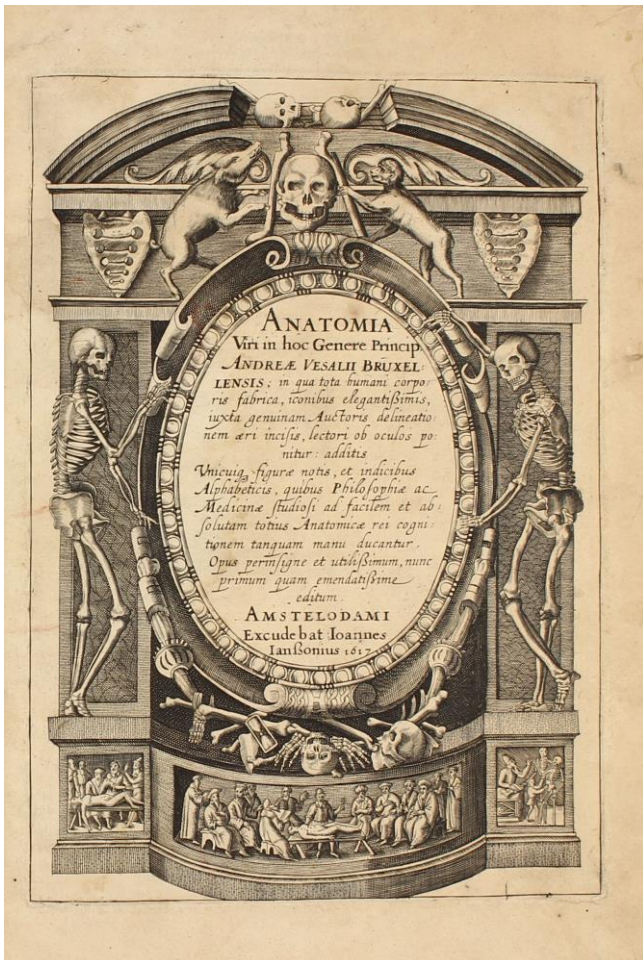 ANATOMIA
Viri in hoc Genere Princip.
ANDREÆ VESALII BRUXEL-
LENSIS; in qua tota humani corpo-
ris fabrica, iconibus elegantißimis,
iuxta genuinam Auctoris delineatio-
nem æri incisis, lectori ob oculos po-
nitur: additis
Vnicuiq, figuræ notis, et indicibus
Alphabeticis, quibus Philosophiæ ac
Medicinæ studiosi ad facilem et ab-
solutam totius Anatomicæ rei cogni-
tionem tanquam manu ducantur.
Opus perinsigne et utilißimum, nunc
primum quam emendatißime
editum.
AMSTELODAMI
Excudebat Ioannes
Ianßonius 1617